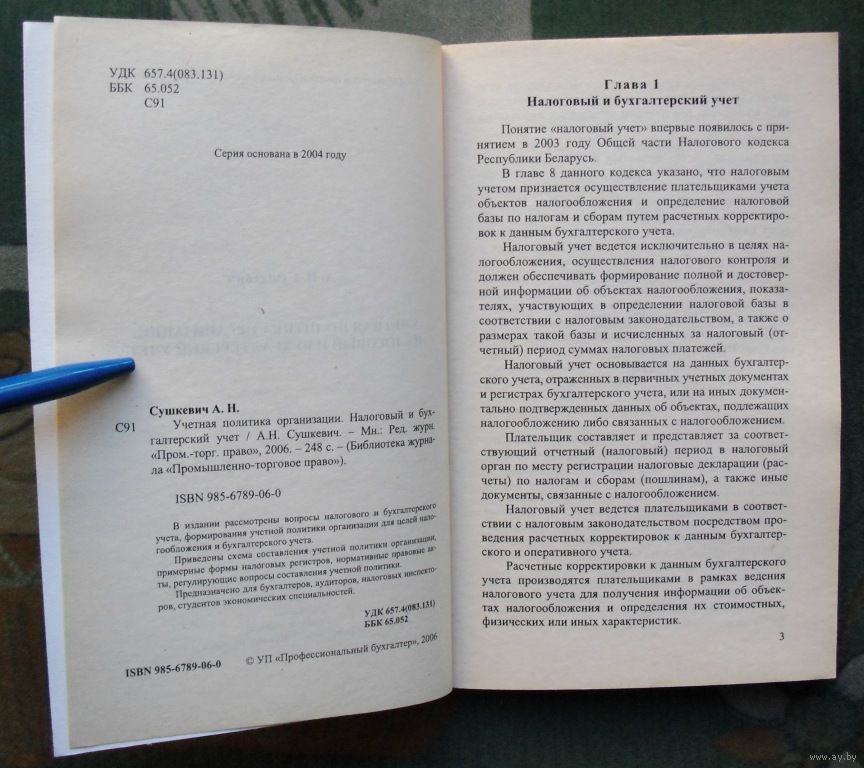 УДК 657.4(083.131)
ББК 65.052
С91
Серия основана в 2004 году
Сушкевич А. Н.
С91 Учетная политика организации. Налоговый и бух-
галтерский учет / А.Н. Сушкевич. – Мн.: Ред. журн.
«Пром.-торг. право», 2006. – 248 с. – (Библиотека журна-
ла «Промышленно-торговое право»).
ISBN 985-6789-06-0
В издании рассмотрены вопросы налогового и бухгалтерского
учета, формирования учетной политики организации для целей нало-
гообложения и бухгалтерского учета.
Приведены схема составления учетной политики организации,
примерные формы налоговых регистров, нормативные правовые ак-
ты, регулирующие вопросы составления учетной политики.
Предназначено для бухгалтеров, аудиторов, налоговых инспекто-
ров, студентов экономических специальностей.
УДК 657.4(083.131)
ББК 65.052
ISBN 985-6789-06-0
© УП «Профессиональный бухгалтер», 2006
Глава 1
Налоговый и бухгалтерский учет
Понятие «налоговый учет» впервые появилось с при-
нятием в 2003 году Общей части Налогового кодекса
Республики Беларусь.
В главе 8 данного кодекса указано, что налоговым
учетом признается осуществление плательщиками учета
объектов налогообложения и определение налоговой
базы по налогам и сборам путем расчетных корректиро-
вок к данным бухгалтерского учета.
Налоговый учет ведется исключительно в целях на-
логообложения, осуществления налогового контроля и
должен обеспечивать формирование полной и достовер-
ной информации об объектах налогообложения, показа-
телях, участвующих в определении налоговой базы в
соответствии с налоговым законодательством, а также о
размерах такой базы и исчисленных за налоговый (от-
четный) период суммах налоговых платежей.
Налоговый учет основывается на данных бухгалтер-
ского учета, отраженных в первичных учетных документах
и регистрах бухгалтерского учета, или на иных докумен-
тально подтвержденных данных об объектах, подлежащих
налогообложению либо связанных с налогообложением.
Плательщик составляет и представляет за соответ-
ствующий отчетный (налоговый) период в налоговый
орган по месту регистрации налоговые декларации (рас-
четы) по налогам и сборам (пошлинам), а также иные
документы, связанные с налогообложением.
Налоговый учет ведется плательщиками в соответ-
ствии с налоговым законодательством посредством про-
ведения расчетных корректировок к данным бухгалтер-
ского и оперативного учета.
Расчетные корректировки к данным бухгалтерского
учета производятся плательщиками в рамках ведения
налогового учета для получения информации об объек-
тах налогообложения и определения их стоимостных,
физических или иных характеристик.
3
www.ay.by